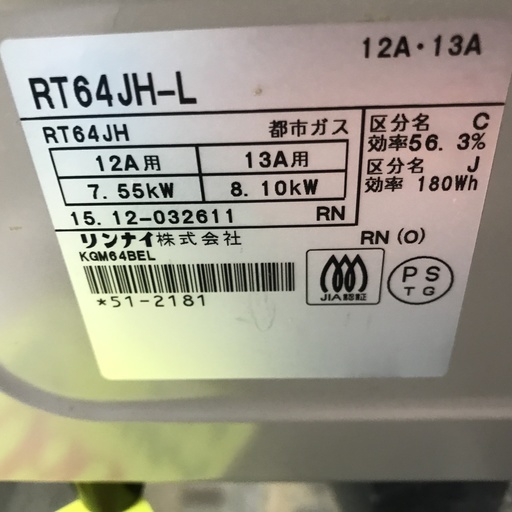 12A・13A
RT64JH-L
RT64JH 都市ガス
12A用 13A用
7.55kW 8.10kW
15.12-032611 RN
区分名 C
効率56.3%
区分名 J
効率 180Wh
リンナイ株式会社 RN(O)
KGM64BEL
*51-2181
JIA認証
PS
TG